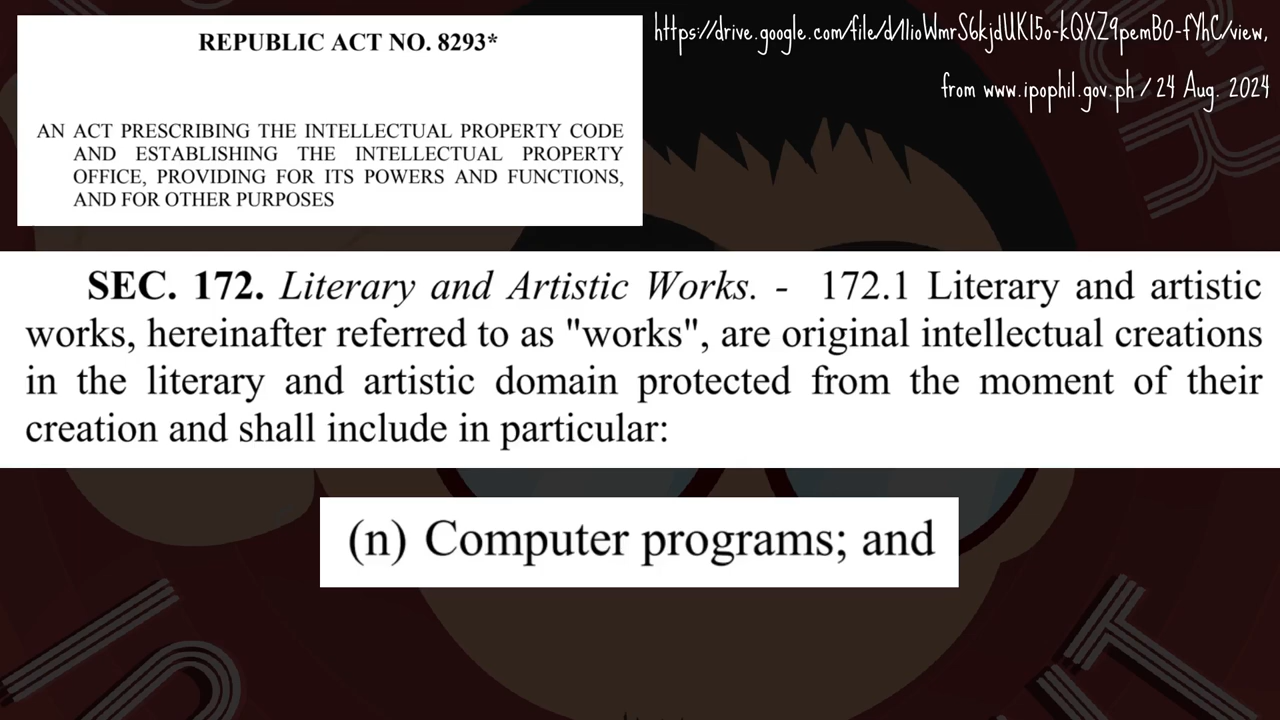 REPUBLIC ACT NO. 8293*
https://drive.google.com/file/d/1IioWmrS6kjdUKI5o-kQXZ9pemB0-fYhC/view,
from www.ipophil.gov.ph / 24 Aug. 2024
AN ACT PRESCRIBING THE INTELLECTUAL PROPERTY CODE
AND ESTABLISHING THE INTELLECTUAL PROPERTY
OFFICE, PROVIDING FOR ITS POWERS AND FUNCTIONS,
AND FOR OTHER PURPOSES
SEC. 172. Literary and Artistic Works. - 172.1 Literary and artistic
works, hereinafter referred to as "works", are original intellectual creations
in the literary and artistic domain protected from the moment of their
creation and shall include in particular:
(n) Computer programs; and